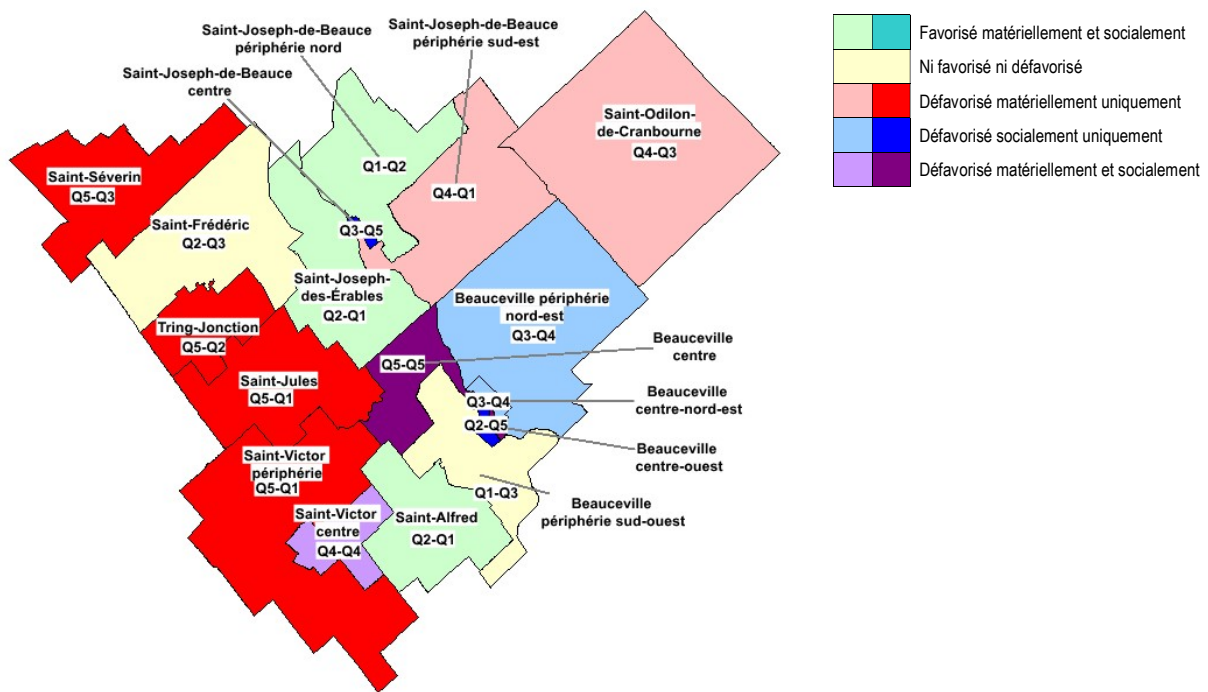 Saint-Joseph-de-Beauce
périphérie nord
Saint-Joseph-de-Beauce
périphérie sud-est
Saint-Joseph-de-Beauce
centre
Saint-Odilon-
de-Cranbourne
Q4-Q3
Q1-Q2
Saint-Séverin
Q5-Q3
Q4-Q1
Saint-Frédéric
Q2-Q3
Q3-Q5
Saint-Joseph-
des-Érables
Q2-Q1
Beauceville périphérie
nord-est
Q3-Q4
Tring-Jonction
Q5-Q2
Beauceville
centre
Q5-Q5
Saint-Jules
Q5-Q1
Beauceville
centre-nord-est
Q3-Q4
Q2-Q5
Beauceville
centre-ouest
Saint-Victor
périphérie
Q5-Q1
Q1-Q3
Beauceville
périphérie sud-ouest
Saint-Victor
centre
Q4-Q4
Saint-Alfred
Q2-Q1
Favorisé matériellement et socialement
Ni favorisé ni défavorisé
Défavorisé matériellement uniquement
Défavorisé socialement uniquement
Défavorisé matériellement et socialement